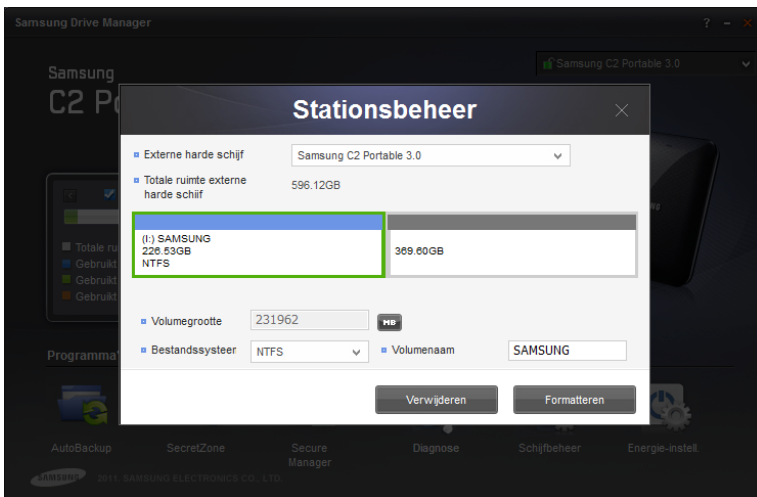 Samsung Drive Manager
? - ×
Samsung
Samsung C2 Portable 3.0
C2 Po
Stationsbeheer
Externe harde schijf
Samsung C2 Portable 3.0
Totale ruimte externe
harde schijf
596.12GB
(I:) SAMSUNG
226.53GB
NTFS
369.60GB
Totale ru
Gebruikt
Gebruikt
Gebruikt
Volumegrootte
231962
MB
Bestandssysteer
NTFS
Volumenaam
SAMSUNG
Programma'
Verwijderen
Formatteren
AutoBackup
SecretZone
Secure
Manager
Diagnose
Schijfbeheer
Energie-instell.
SAMSUNG
2011. SAMSUNG ELECTRONICS CO., LTD.